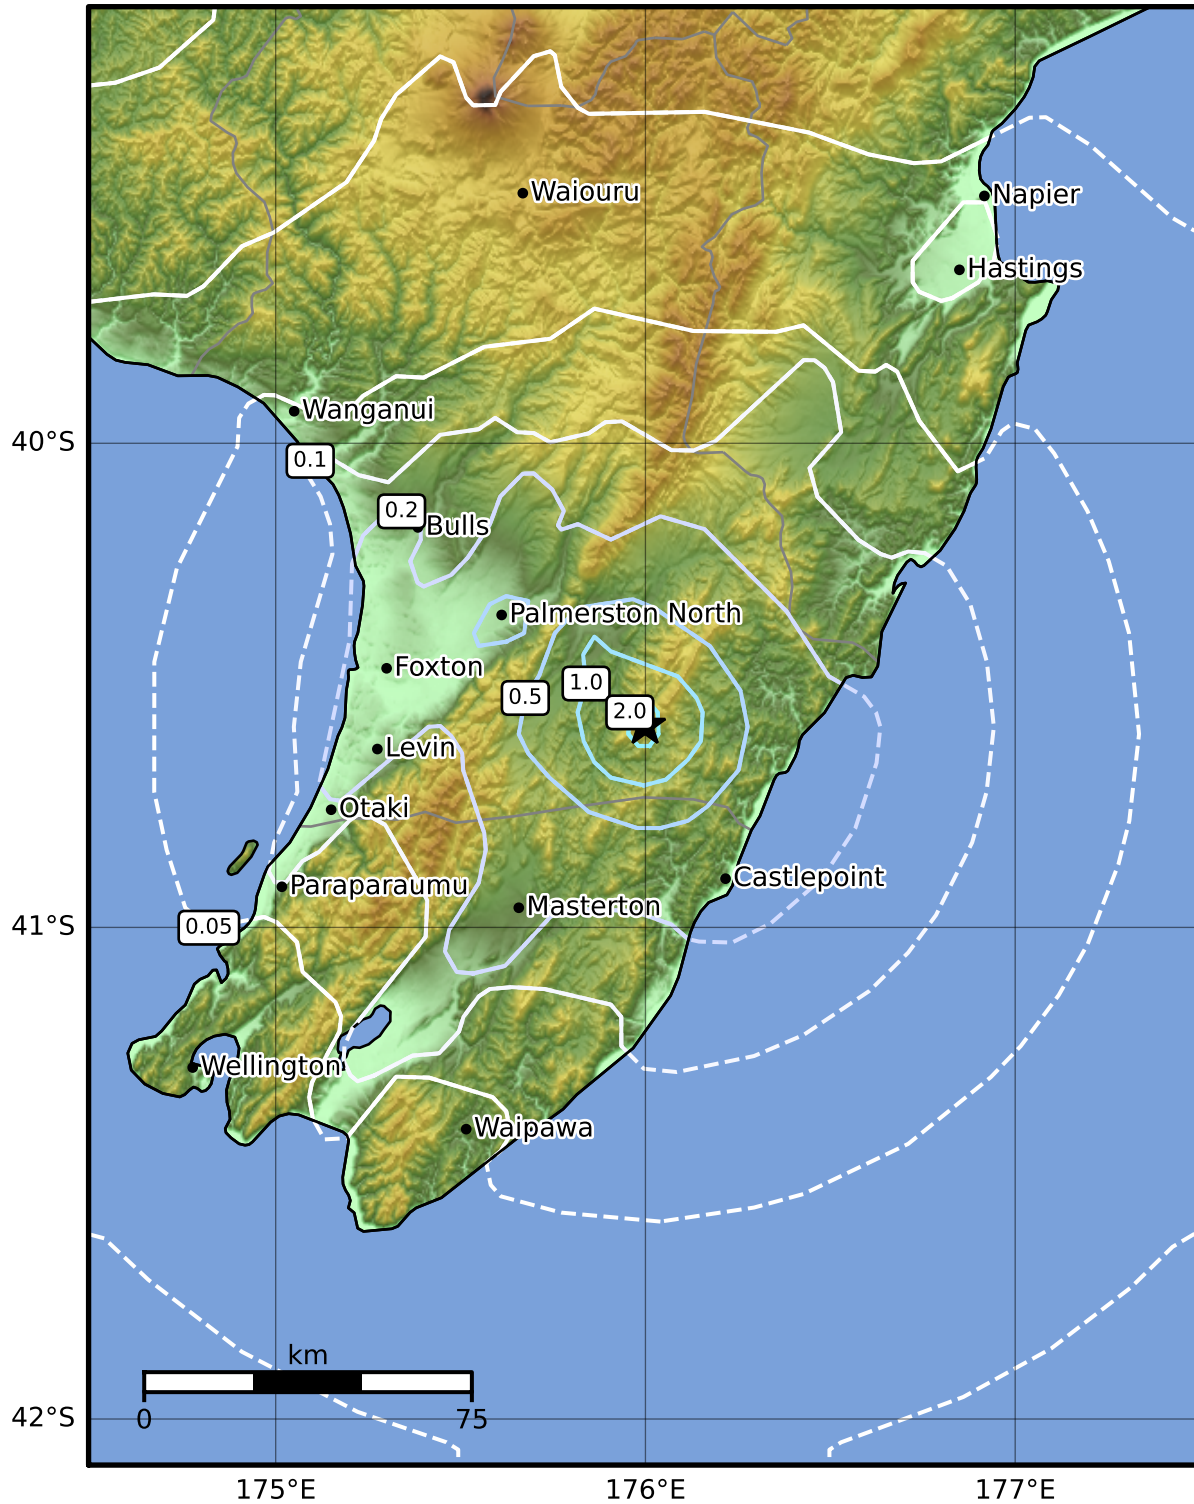 Waiouru
Napier
Hastings
Wanganui
40°S
0.1
0.2
Bulls
Palmerston North
Foxton
1.0
0.5
2.0
Levin
Otaki
Castlepoint
Paraparaumu
Masterton
0.05
41°S
Wellington
Waipawa
km
0
75
42°S
175°E
176°E
177°E